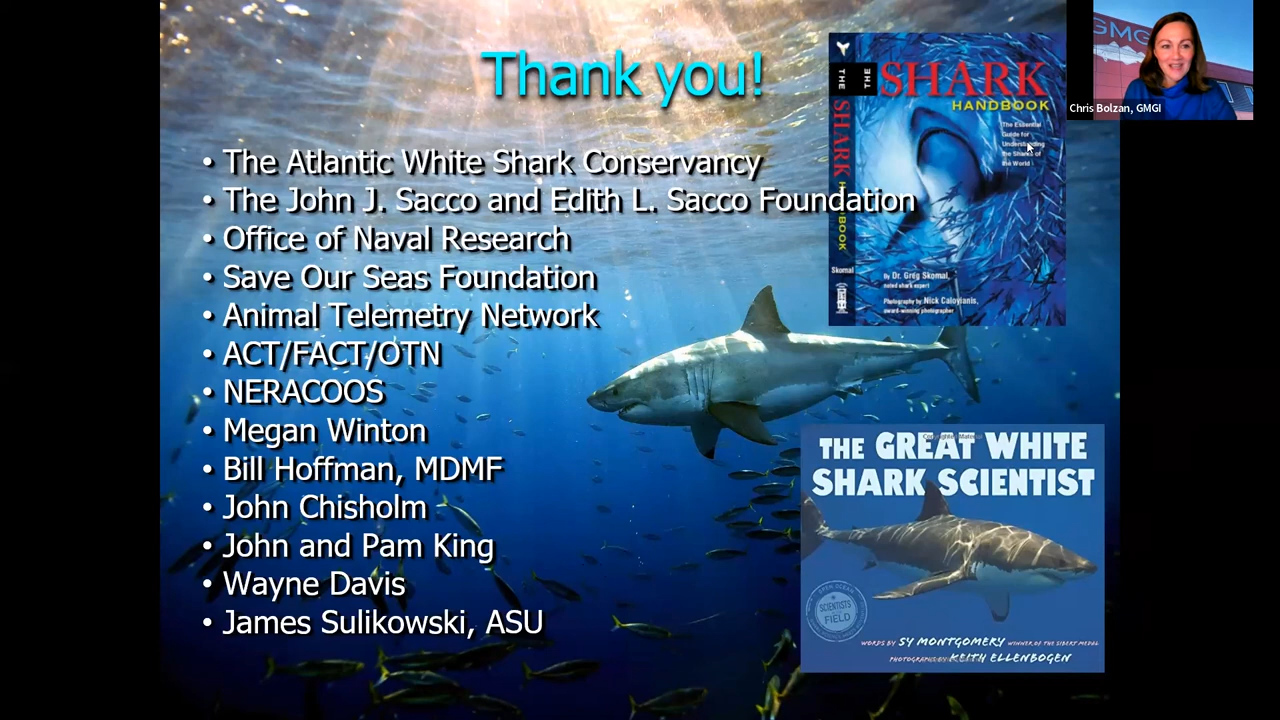 Thank you!
• The Atlantic White Shark Conservancy
• The John J. Sacco and Edith L. Sacco Foundation
• Office of Naval Research
• Save Our Seas Foundation
• Animal Telemetry Network
• ACT/FACT/OTN
• NERACOOS
• Megan Winton
• Bill Hoffman, MDMF
• John Chisholm
• John and Pam King
• Wayne Davis
• James Sulikowski, ASU
THE SHARK HANDBOOK
Skomal
THE SHARK
HANDBOOK
The Essential
Guide for
Understanding
the Sharks of
the World
By Dr. Greg Skomal,
noted shark expert
Photography by Nick Caloyianis,
award-winning photographer
THE GREAT WHITE
SHARK SCIENTIST
SCIENTISTS
IN THE
FIELD
WORDS BY SY MONTGOMERY WINNER OF THE SIBERT MEDAL
PHOTOGRAPHS BY KEITH ELLENBOGEN
GMG
Chris Bolzan, GMGI